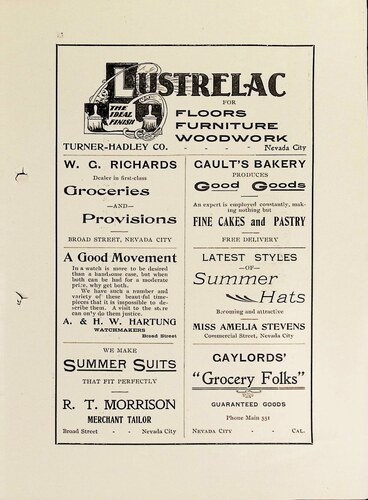 LUSTRELAC
THE
IDEAL
FINISH
FOR
FLOORS
FURNITURE
WOODWORK
TURNER-HADLEY CO. - - - - Nevada City
W. G. RICHARDS
Dealer in first-class
Groceries
—AND—
Provisions
BROAD STREET, NEVADA CITY
A Good Movement
In a watch is more to be desired
than a handsome case, but when
both can be had for a moderate
price, why get both.
We have such a number and
variety of these beautiful time-
pieces that it is impossible to de-
scribe them. A visit to the store
can only do them justice.
A. & H. W. HARTUNG
WATCHMAKERS
Broad Street
WE MAKE
SUMMER SUITS
THAT FIT PERFECTLY
R. T. MORRISON
MERCHANT TAILOR
Broad Street - - Nevada City
GAULT'S BAKERY
PRODUCES
Good Goods
An expert is employed constantly, mak-
ing nothing but
FINE CAKES and PASTRY
FREE DELIVERY
LATEST STYLES
—OF—
Summer
Hats
Becoming and attractive
MISS AMELIA STEVENS
Commercial Street, Nevada City
GAYLORDS'
"Grocery Folks"
GUARANTEED GOODS
Phone Main 551
NEVADA CITY - - CAL.